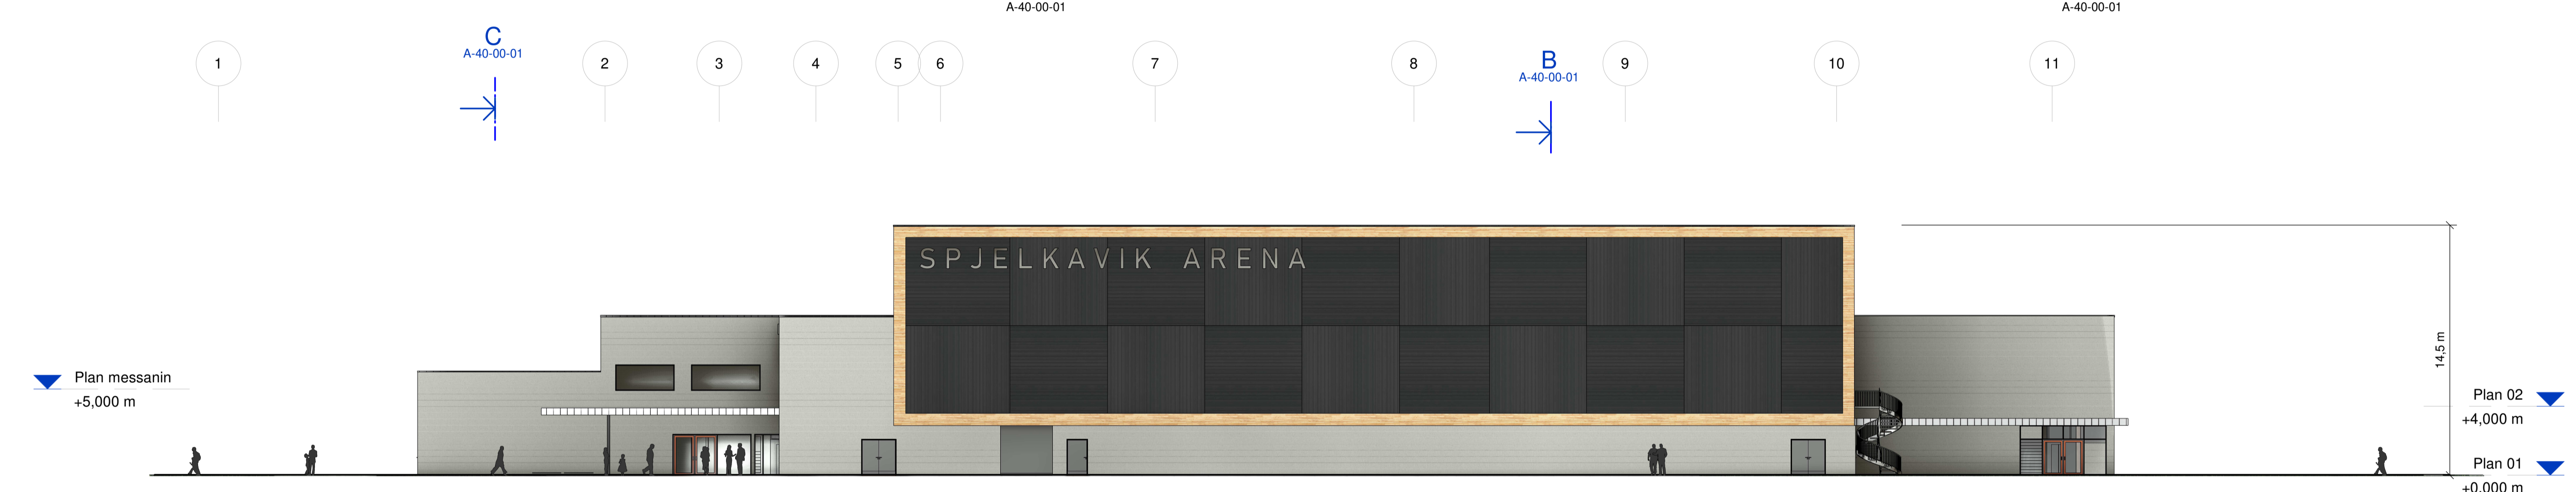 A-40-00-01
A-40-00-01
C
A-40-00-01
B
A-40-00-01
1
2
3
4
5
6
7
8
9
10
11
SPJELKAVIK ARENA
14,5 m
Plan messanin
+5,000 m
Plan 02
+4,000 m
Plan 01
+0,000 m